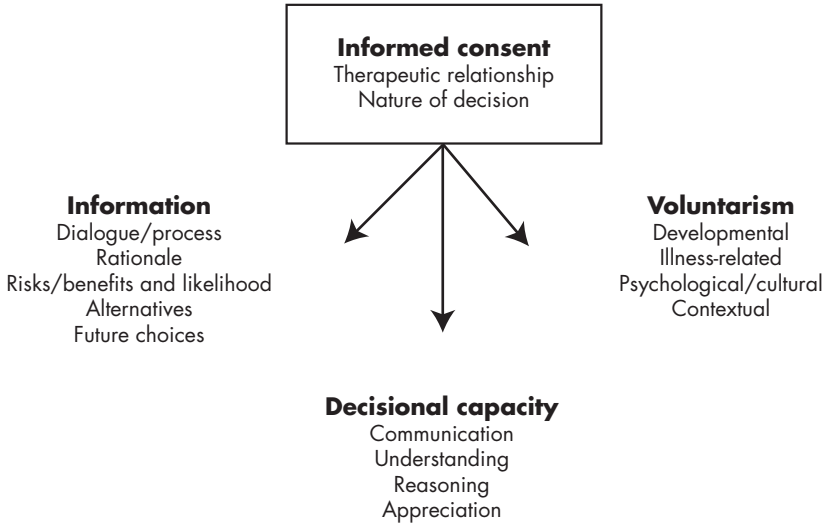 Informed consent
Therapeutic relationship
Nature of decision
Information
Dialogue/process
Rationale
Risks/benefits and likelihood
Alternatives
Future choices
Voluntarism
Developmental
Illness-related
Psychological/cultural
Contextual
Decisional capacity
Communication
Understanding
Reasoning
Appreciation